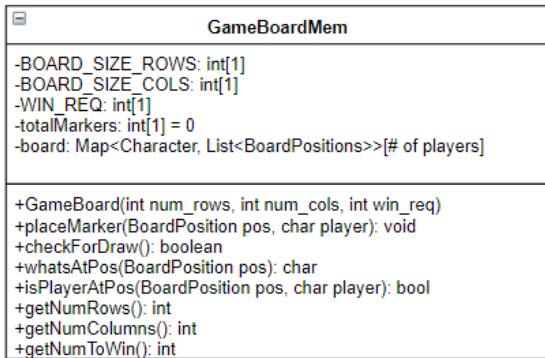 GameBoardMem
-BOARD_SIZE_ROWS: int[1]
-BOARD_SIZE_COLS: int[1]
-WIN_REQ: int[1]
-totalMarkers: int[1] = 0
-board: Map<Character, List<BoardPositions>>[# of players]
+GameBoard(int num_rows, int num_cols, int win_req)
+placeMarker(BoardPosition pos, char player): void
+checkForDraw(): boolean
+whatsAtPos(BoardPosition pos): char
+isPlayerAtPos(BoardPosition pos, char player): bool
+getNumRows(): int
+getNumColumns(): int
+getNumToWin(): int